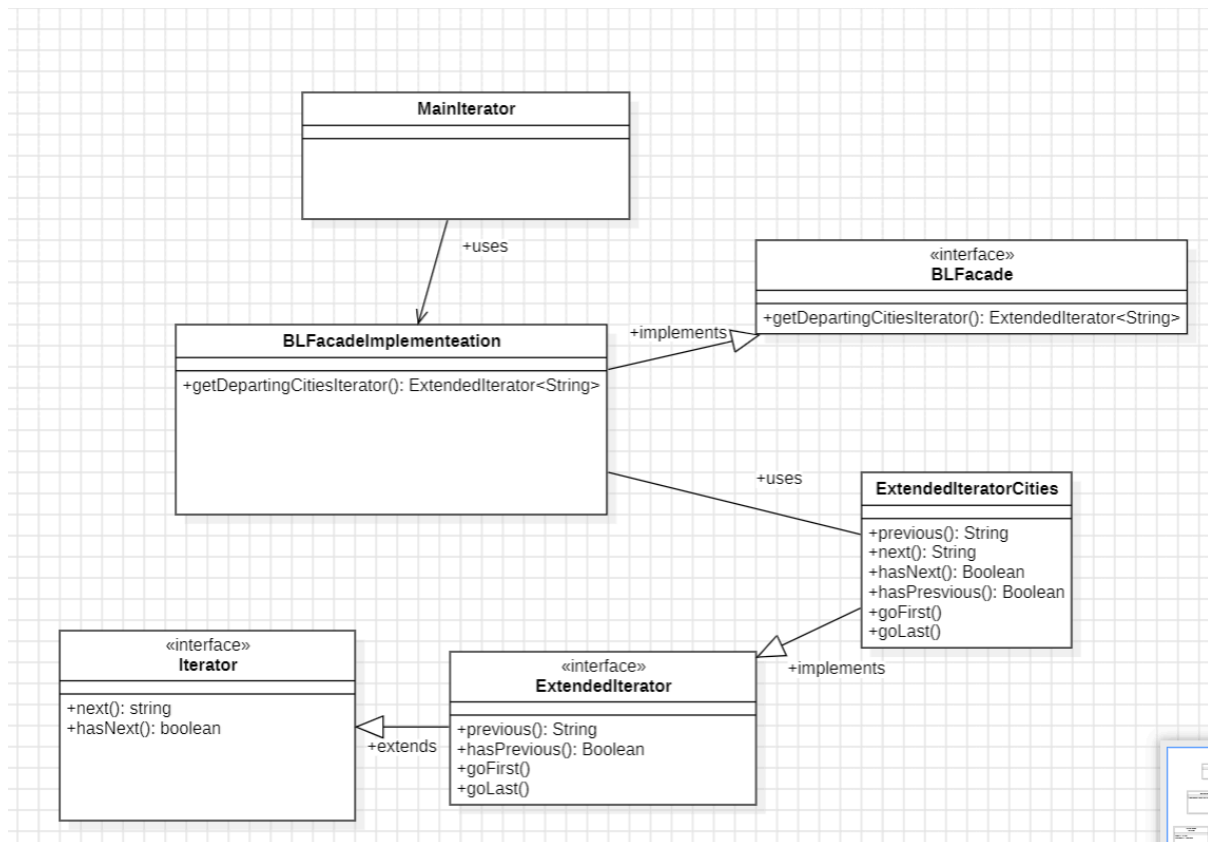 MainIterator
+uses
«interface»
BLFacade
+getDepartingCitiesIterator(): ExtendedIterator<String>
+implements
BLFacadeImplementeation
+getDepartingCitiesIterator(): ExtendedIterator<String>
+uses
ExtendedIteratorCities
+previous(): String
+next(): String
+hasNext(): Boolean
+hasPresvious(): Boolean
+goFirst()
+goLast()
+implements
«interface»
Iterator
+next(): string
+hasNext(): boolean
+extends
«interface»
ExtendedIterator
+previous(): String
+hasPrevious(): Boolean
+goFirst()
+goLast()